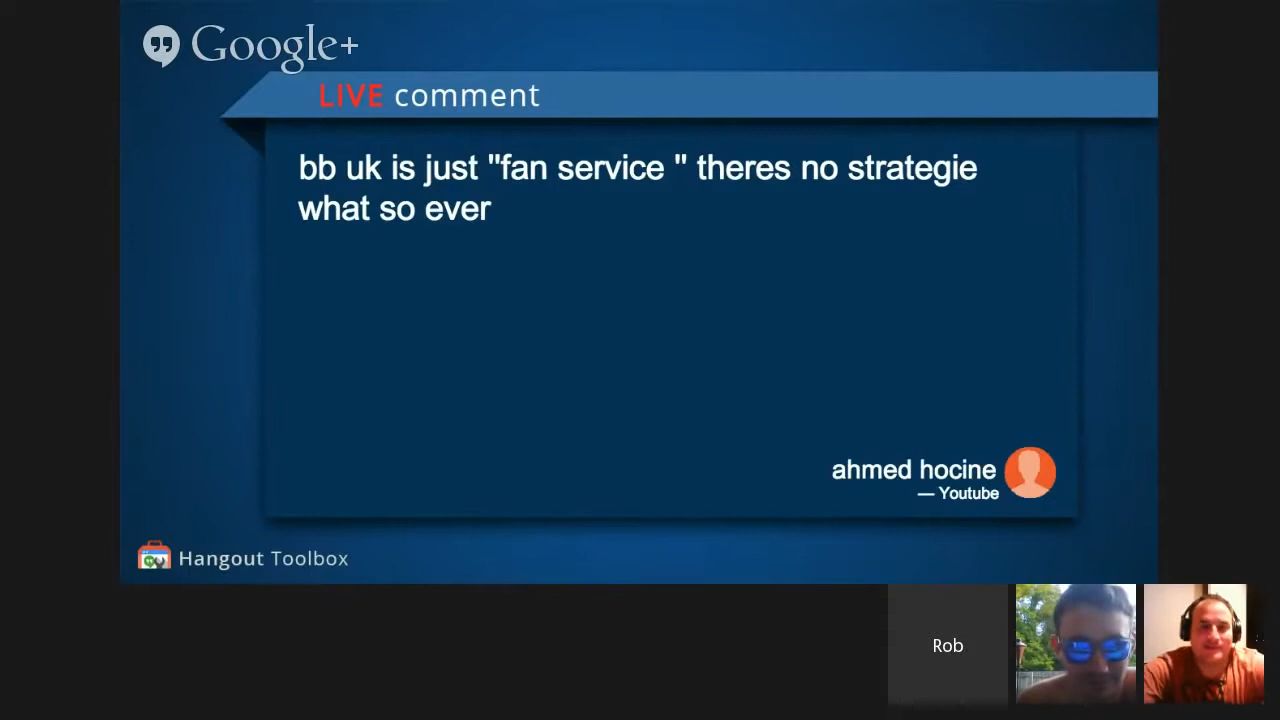 Google+
LIVE comment
bb uk is just "fan service " theres no strategie
what so ever
ahmed hocine
— Youtube
Hangout Toolbox
Rob